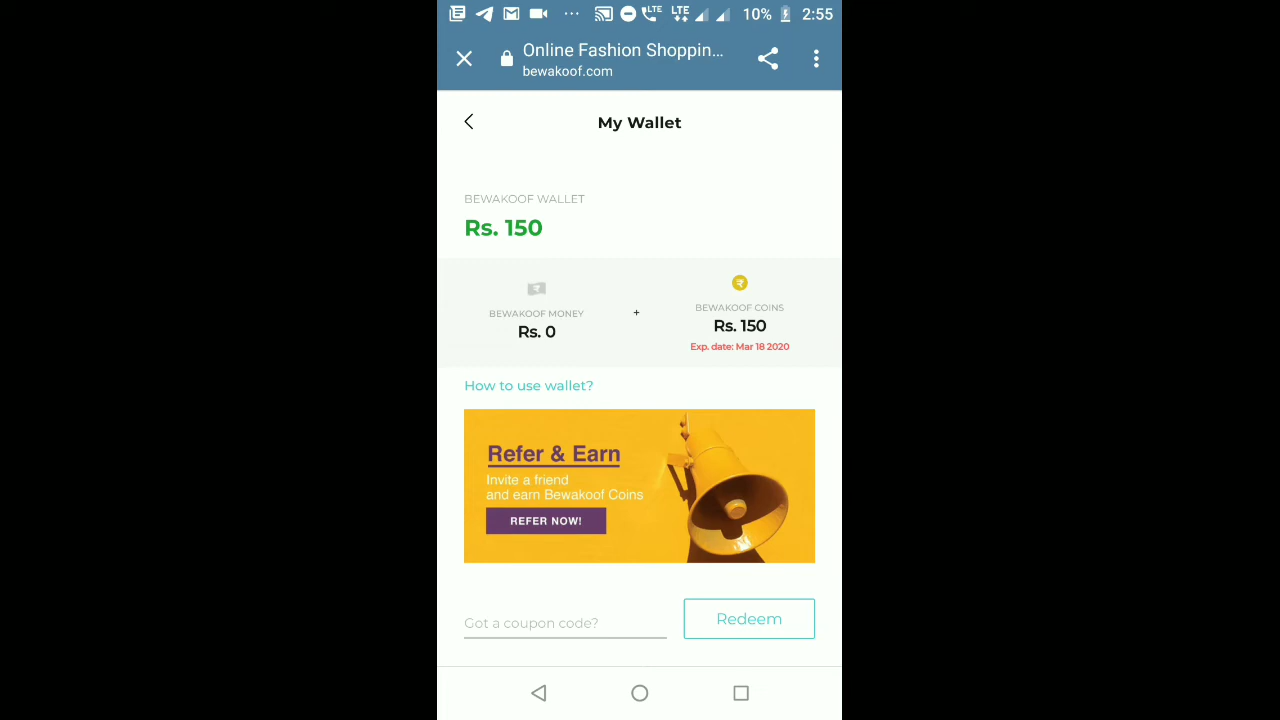 LTE LTE 10% 2:55
Online Fashion Shoppin...
bewakoof.com
My Wallet
BEWAKOOF WALLET
Rs. 150
BEWAKOOF MONEY
Rs. 0
+
BEWAKOOF COINS
Rs. 150
Exp. date: Mar 18 2020
How to use wallet?
Refer & Earn
Invite a friend
and earn Bewakoof Coins
REFER NOW!
Got a coupon code?
Redeem